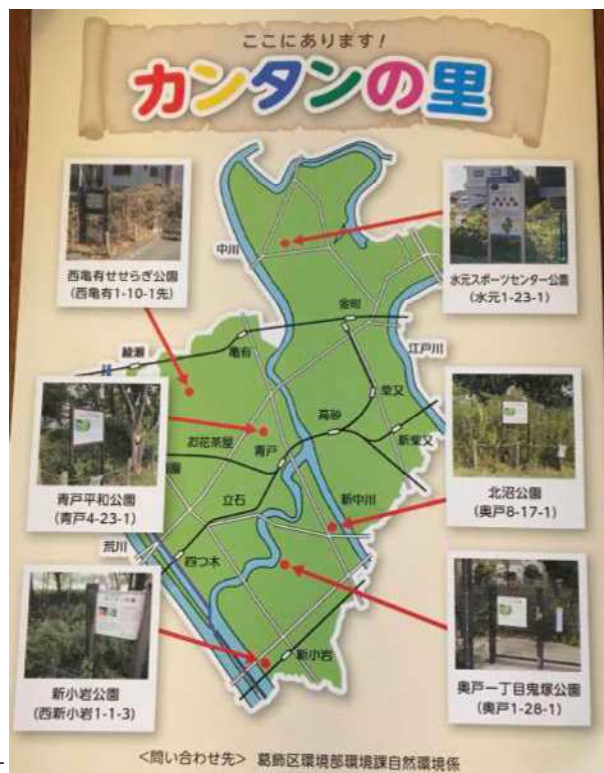 ここにあります!
カンタンの里
西亀有せせらぎ公園
(西亀有1-10-1先)
水元スポーツセンター公園
(水元1-23-1)
中川
金町
江戸川
綾瀬
亀有
柴又
高砂
新柴又
お花茶屋
青戸
青戸平和公園
(青戸4-23-1)
立石
新中川
北沼公園
(奥戸8-17-1)
荒川
四つ木
新小岩
新小岩公園
(西新小岩1-1-3)
奥戸一丁目鬼塚公園
(奥戸1-28-1)
<問い合わせ先> 葛飾区環境部環境課自然環境係